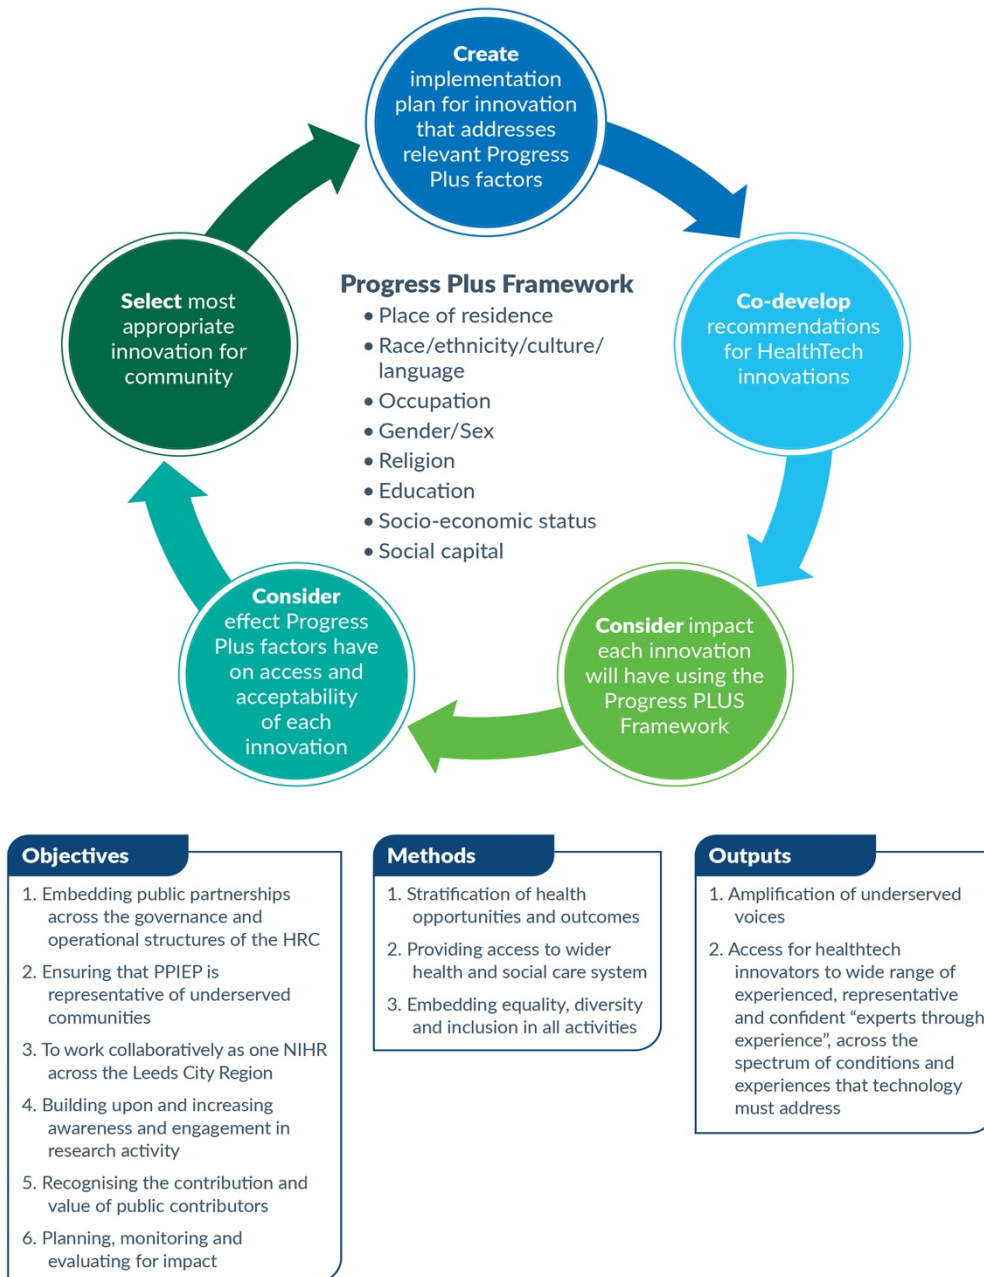 Create
implementation
plan for innovation
that addresses
relevant Progress
Plus factors
Co-develop
recommendations
for HealthTech
innovations
Consider impact
each innovation
will have using the
Progress PLUS
Framework
Consider
effect Progress
Plus factors have
on access and
acceptability
of each
innovation
Select most
appropriate
innovation for
community
Progress Plus Framework
• Place of residence
• Race/ethnicity/culture/
language
• Occupation
• Gender/Sex
• Religion
• Education
• Socio-economic status
• Social capital
Objectives
1. Embedding public partnerships
across the governance and
operational structures of the HRC
2. Ensuring that PPIEP is
representative of underserved
communities
3. To work collaboratively as one NIHR
across the Leeds City Region
4. Building upon and increasing
awareness and engagement in
research activity
5. Recognising the contribution and
value of public contributors
6. Planning, monitoring and
evaluating for impact
Methods
1. Stratification of health
opportunities and outcomes
2. Providing access to wider
health and social care system
3. Embedding equality, diversity
and inclusion in all activities
Outputs
1. Amplification of underserved
voices
2. Access for healthtech
innovators to wide range of
experienced, representative
and confident “experts through
experience”, across the
spectrum of conditions and
experiences that technology
must address